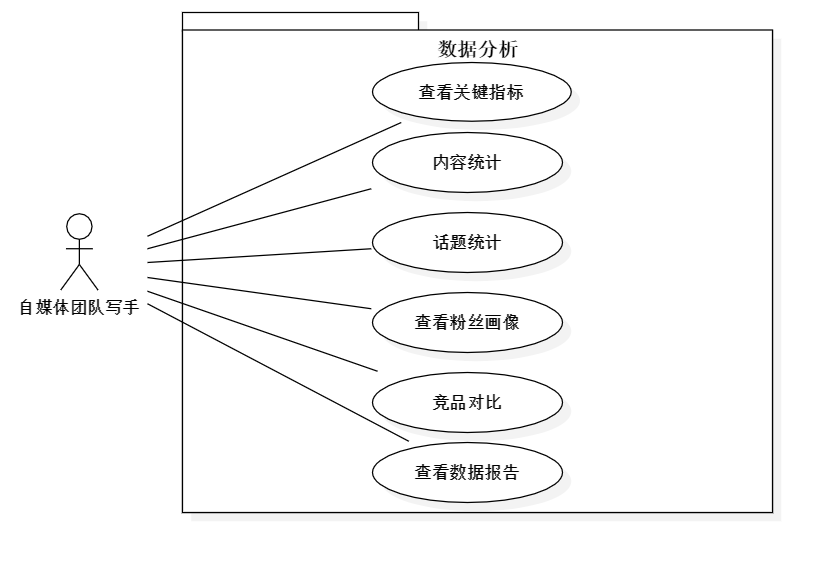 数据分析
查看关键指标
内容统计
话题统计
查看粉丝画像
自媒体团队写手
竞品对比
查看数据报告